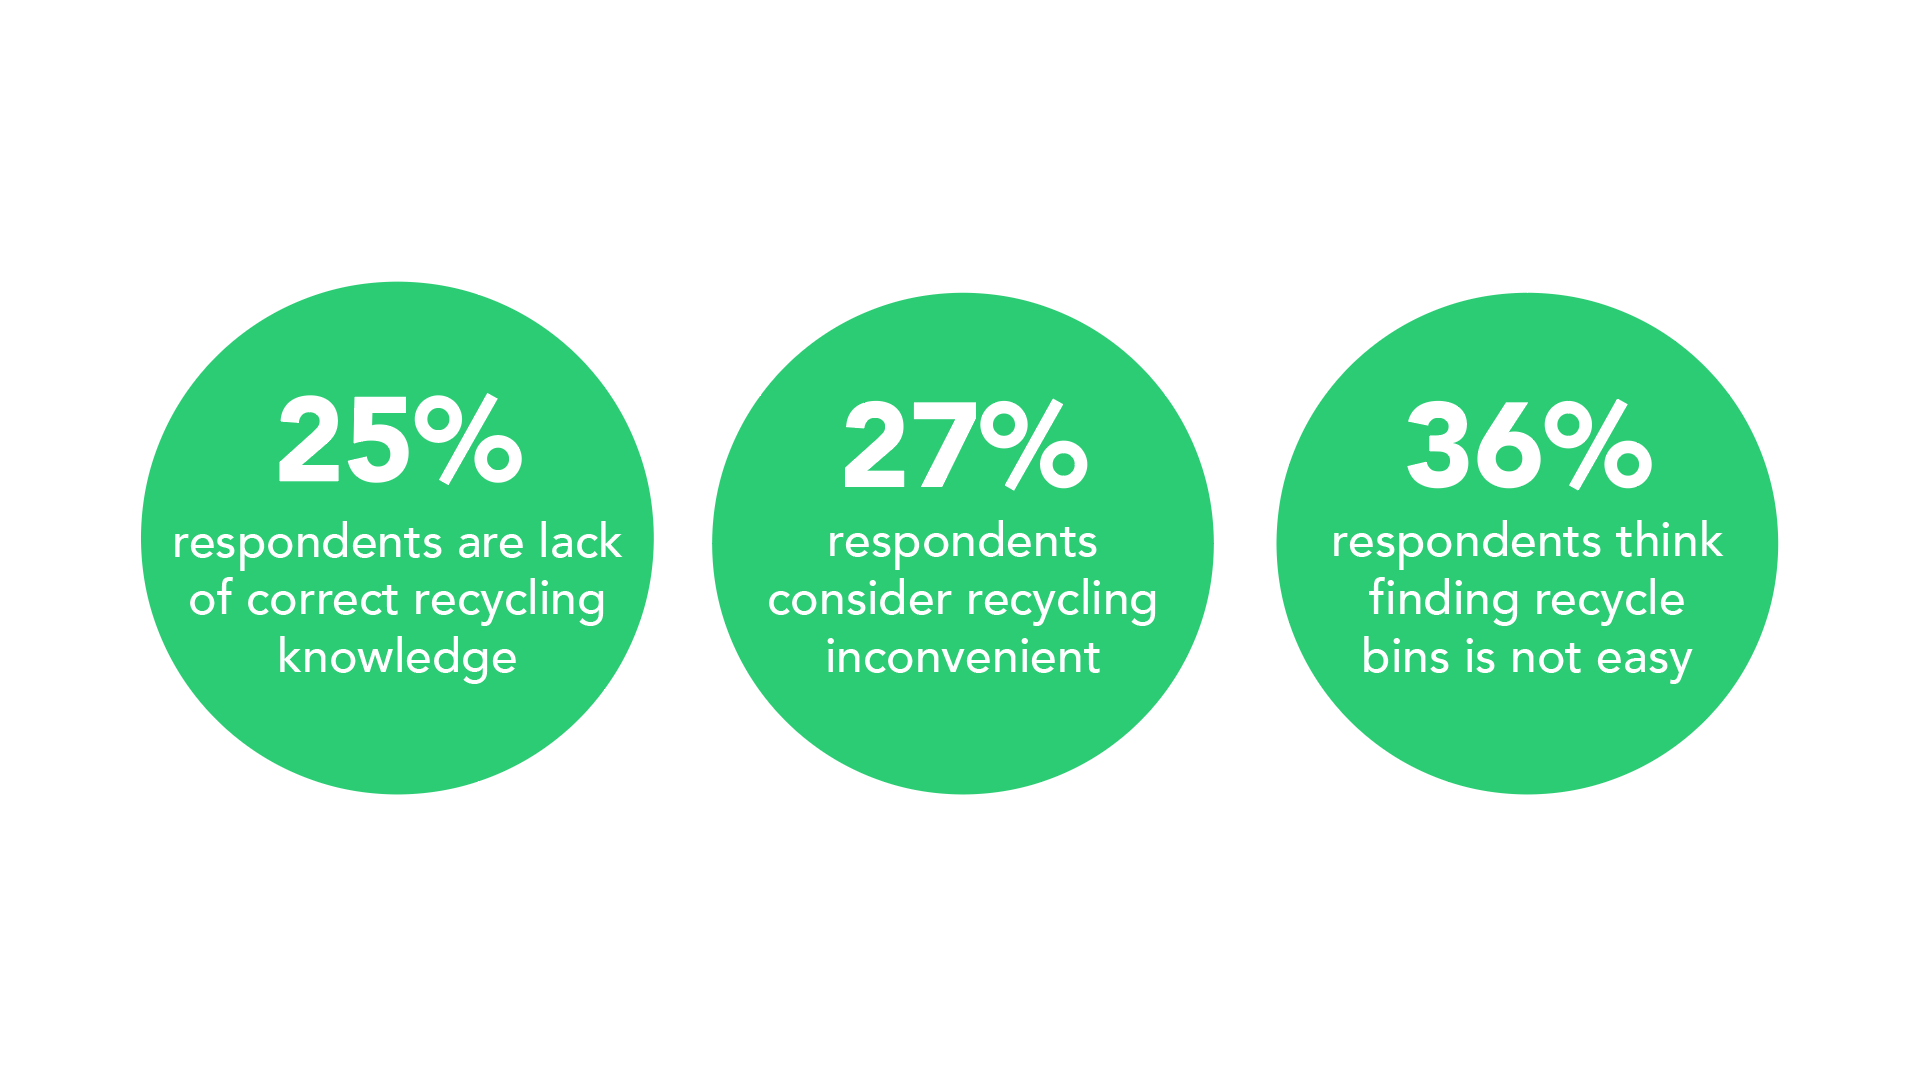 25%
respondents are lack
of correct recycling
knowledge
27%
respondents
consider recycling
inconvenient
36%
respondents think
finding recycle
bins is not easy